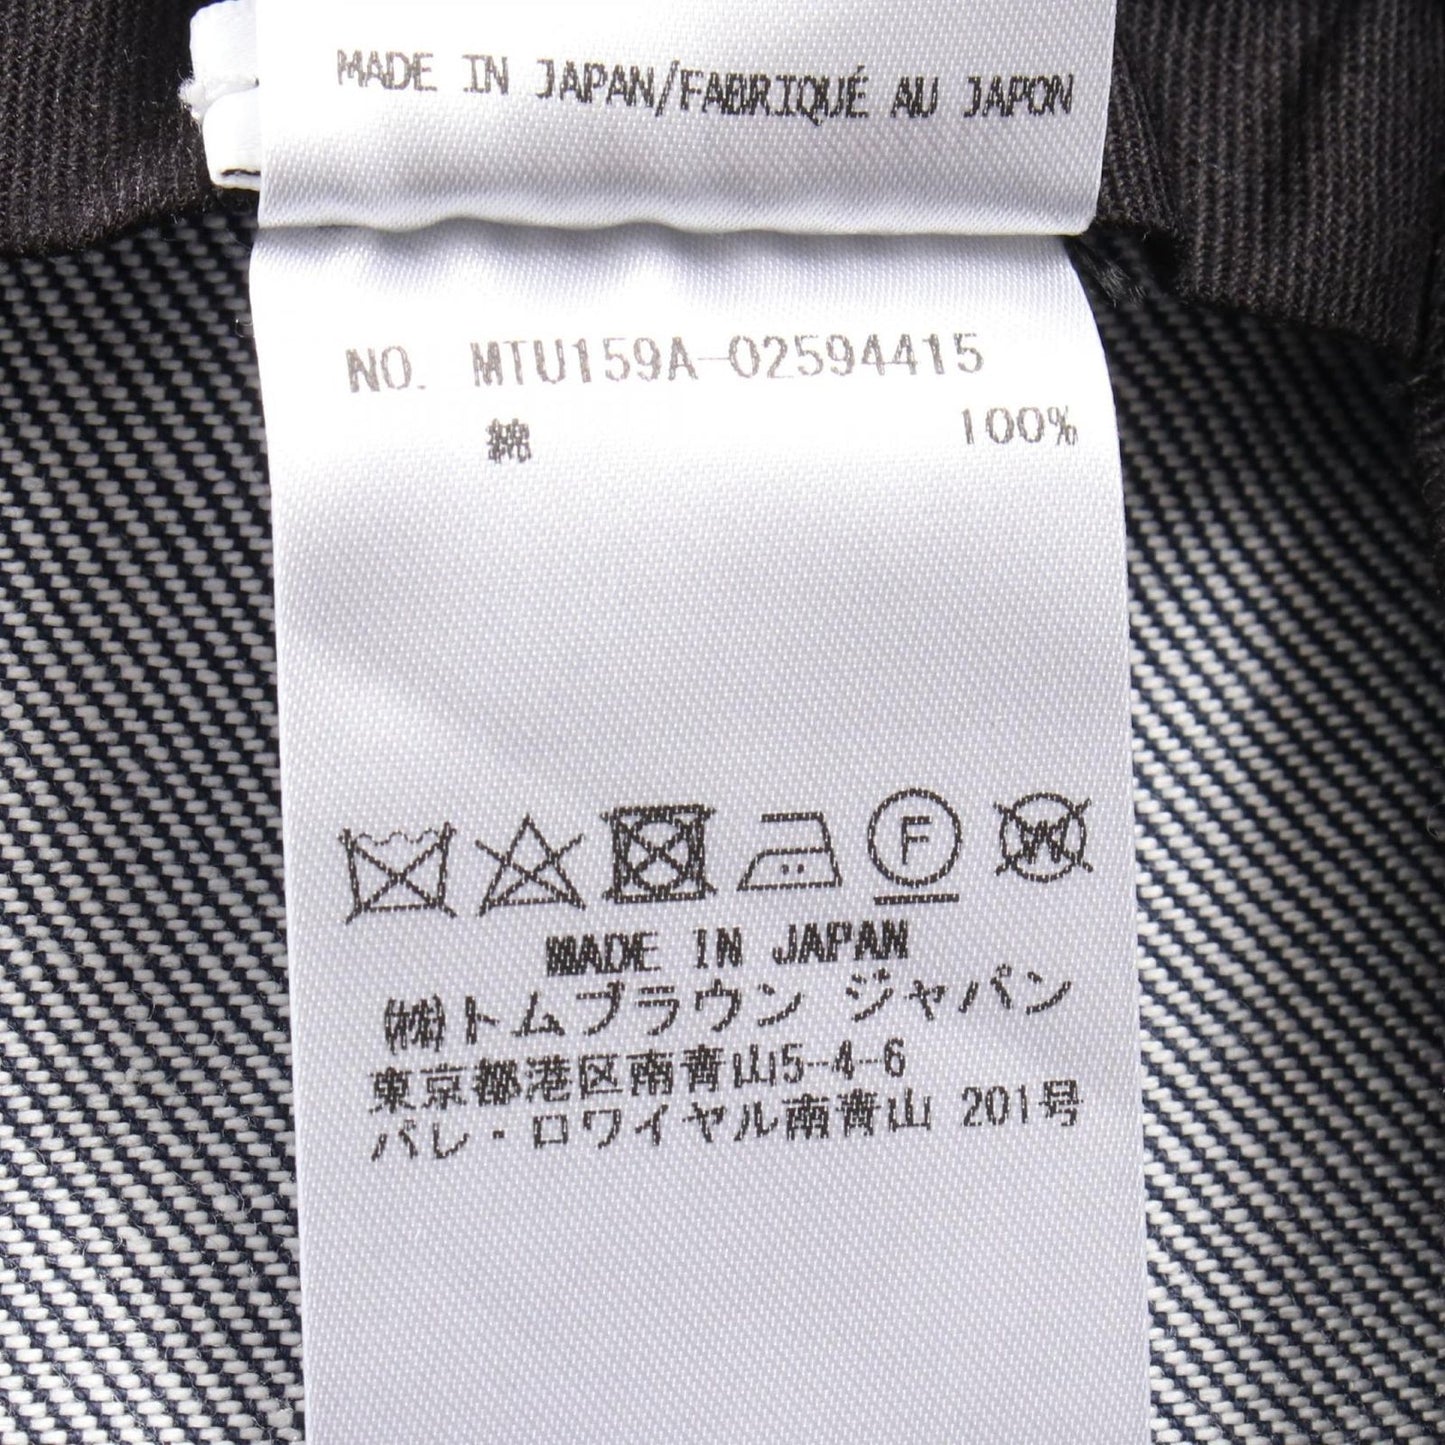 MADE IN JAPAN/FABRIQUÉ AU JAPON
NO. MTU159A-02594415
綿 100%
F
W
MADE IN JAPAN
㈱トムブラウン ジャパン
東京都港区南青山5-4-6
パレ・ロワイヤル南青山 201号